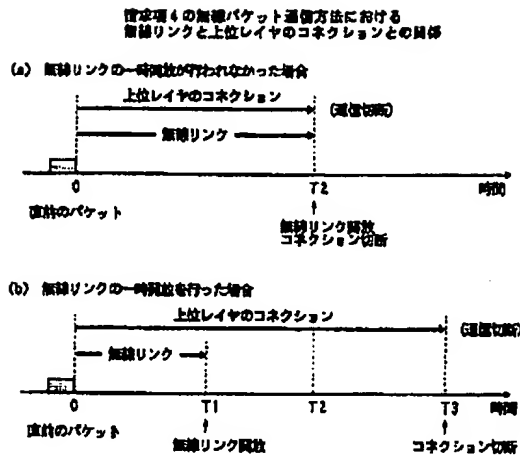 請求項4の無線パケット通信方法における
無線リンクと上位レイヤのコネクションとの関係
(a) 無線リンクの一時開放が行われなかった場合
上位レイヤのコネクション
(通信切断)
無線リンク
0
T2
時間
直前のパケット
無線リンク開放
コネクション切断
(b) 無線リンクの一時開放を行った場合
上位レイヤのコネクション
(通信切断)
無線リンク
0
T1
T2
T3
時間
直前のパケット
無線リンク開放
コネクション切断